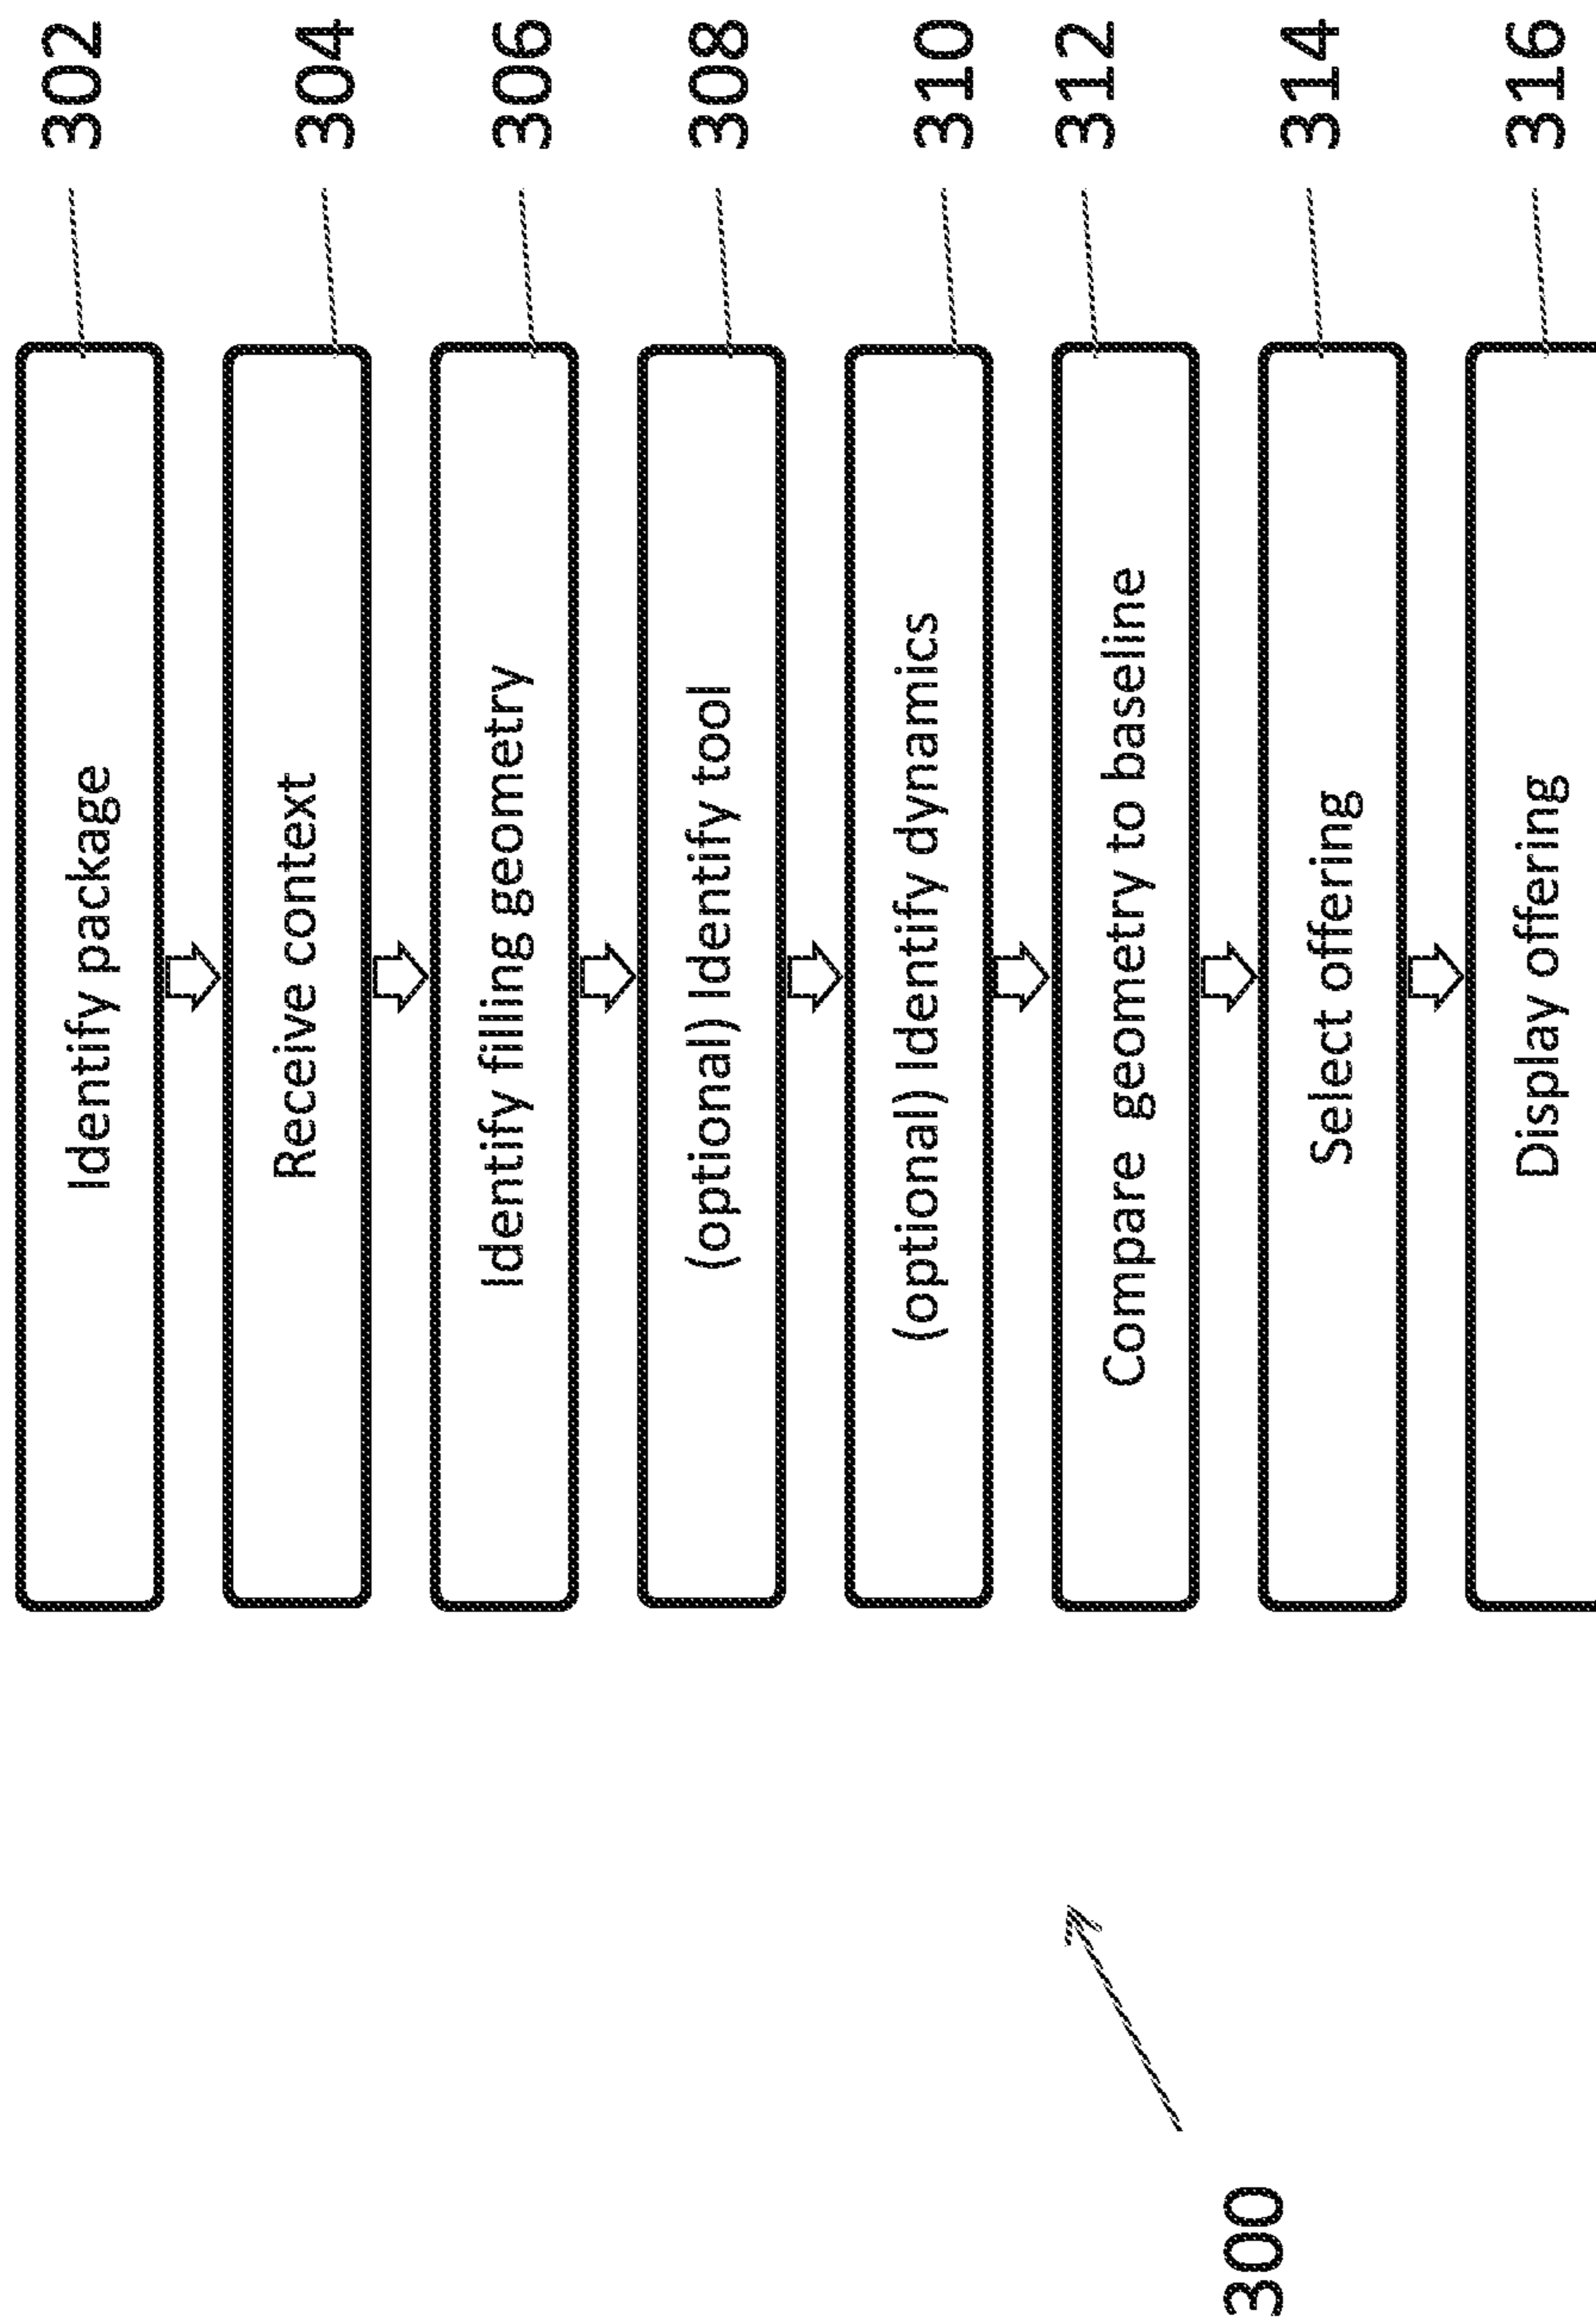 Identify package
302
Receive context
304
Identify filling geometry
306
(optional) Identify tool
308
(optional) Identify dynamics
310
Compare geometry to baseline
312
Select offering
314
Display offering
316
300